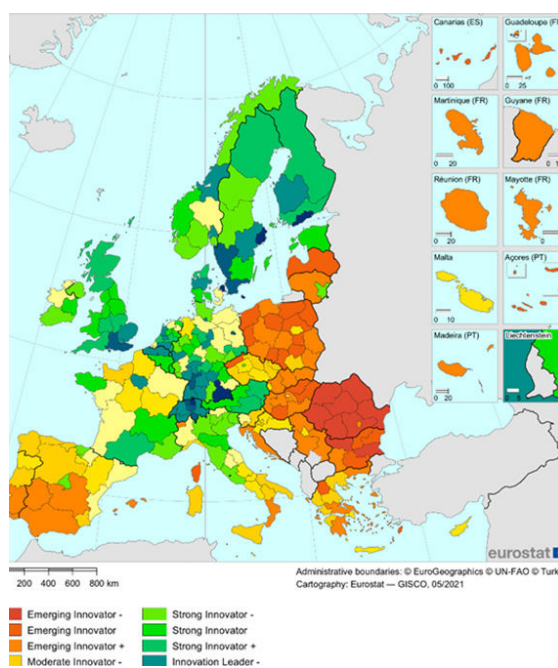 Canarias (ES)
0 100
Guadeloupe (F
0 25
Martinique (FR)
0 20
Guyane (FR)
0
Réunion (FR)
0 20
Mayotte (FR)
0
Malta
0 10
Açores (PT)
0
Madeira (PT)
0 20
Liechtenstein
eurostat
200 400 600 800 km
Administrative boundaries: © EuroGeographics © UN-FAO © Turk
Cartography: Eurostat — GISCO, 05/2021
Emerging Innovator -
Emerging Innovator
Emerging Innovator +
Moderate Innovator -
Strong Innovator -
Strong Innovator
Strong Innovator +
Innovation Leader -